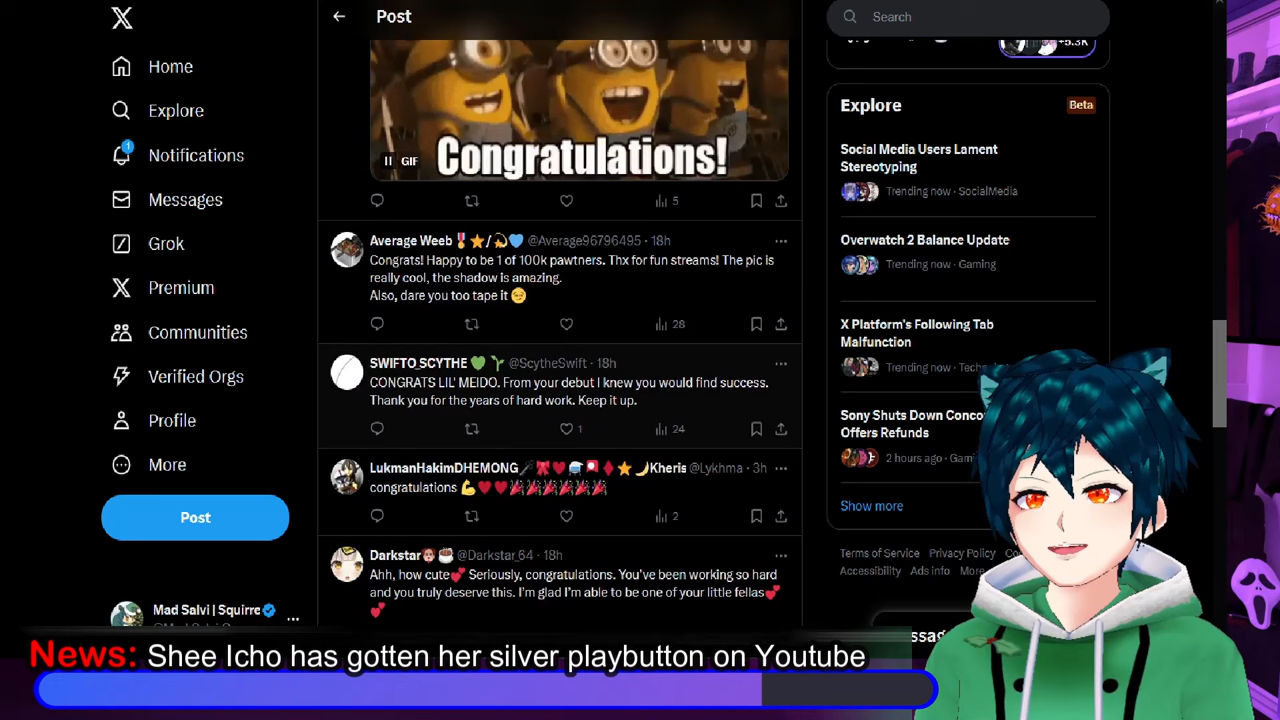 Home
Explore
1
Notifications
Messages
Grok
Premium
Communities
Verified Orgs
Profile
More
Post
Mad Salvi | Squirre
Post
Congratulations!
GIF
5
Average Weeb @Average96796495 · 18h
Congrats! Happy to be 1 of 100k pawtners. Thx for fun streams! The pic is
really cool, the shadow is amazing.
Also, dare you too tape it 😏
28
SWIFTO_SCYTHE 💚 🌱 @ScytheSwift · 18h
CONGRATS LIL' MEIDO. From your debut I knew you would find success.
Thank you for the years of hard work. Keep it up.
1 24
LukmanHakimDHEMONG Kheris @Lykhma · 3h
congratulations 💪❤️❤️🎉🎉🎉🎉🎉🎉
2
Darkstar @Darkstar_64 · 18h
Ahh, how cute💕 Seriously, congratulations. You've been working so hard
and you truly deserve this. I'm glad I'm able to be one of your little fellas💕
💕
Search
+5.3K
Explore
Beta
Social Media Users Lament
Stereotyping
Trending now · SocialMedia
Overwatch 2 Balance Update
Trending now · Gaming
X Platform's Following Tab
Malfunction
Trending now ·
Sony Shuts Down
Offers Refunds
2 hours ago ·
Show more
Terms of Service Privacy Policy
Accessibility Ads info
News: Shee Icho has gotten her silver playbutton on Youtube